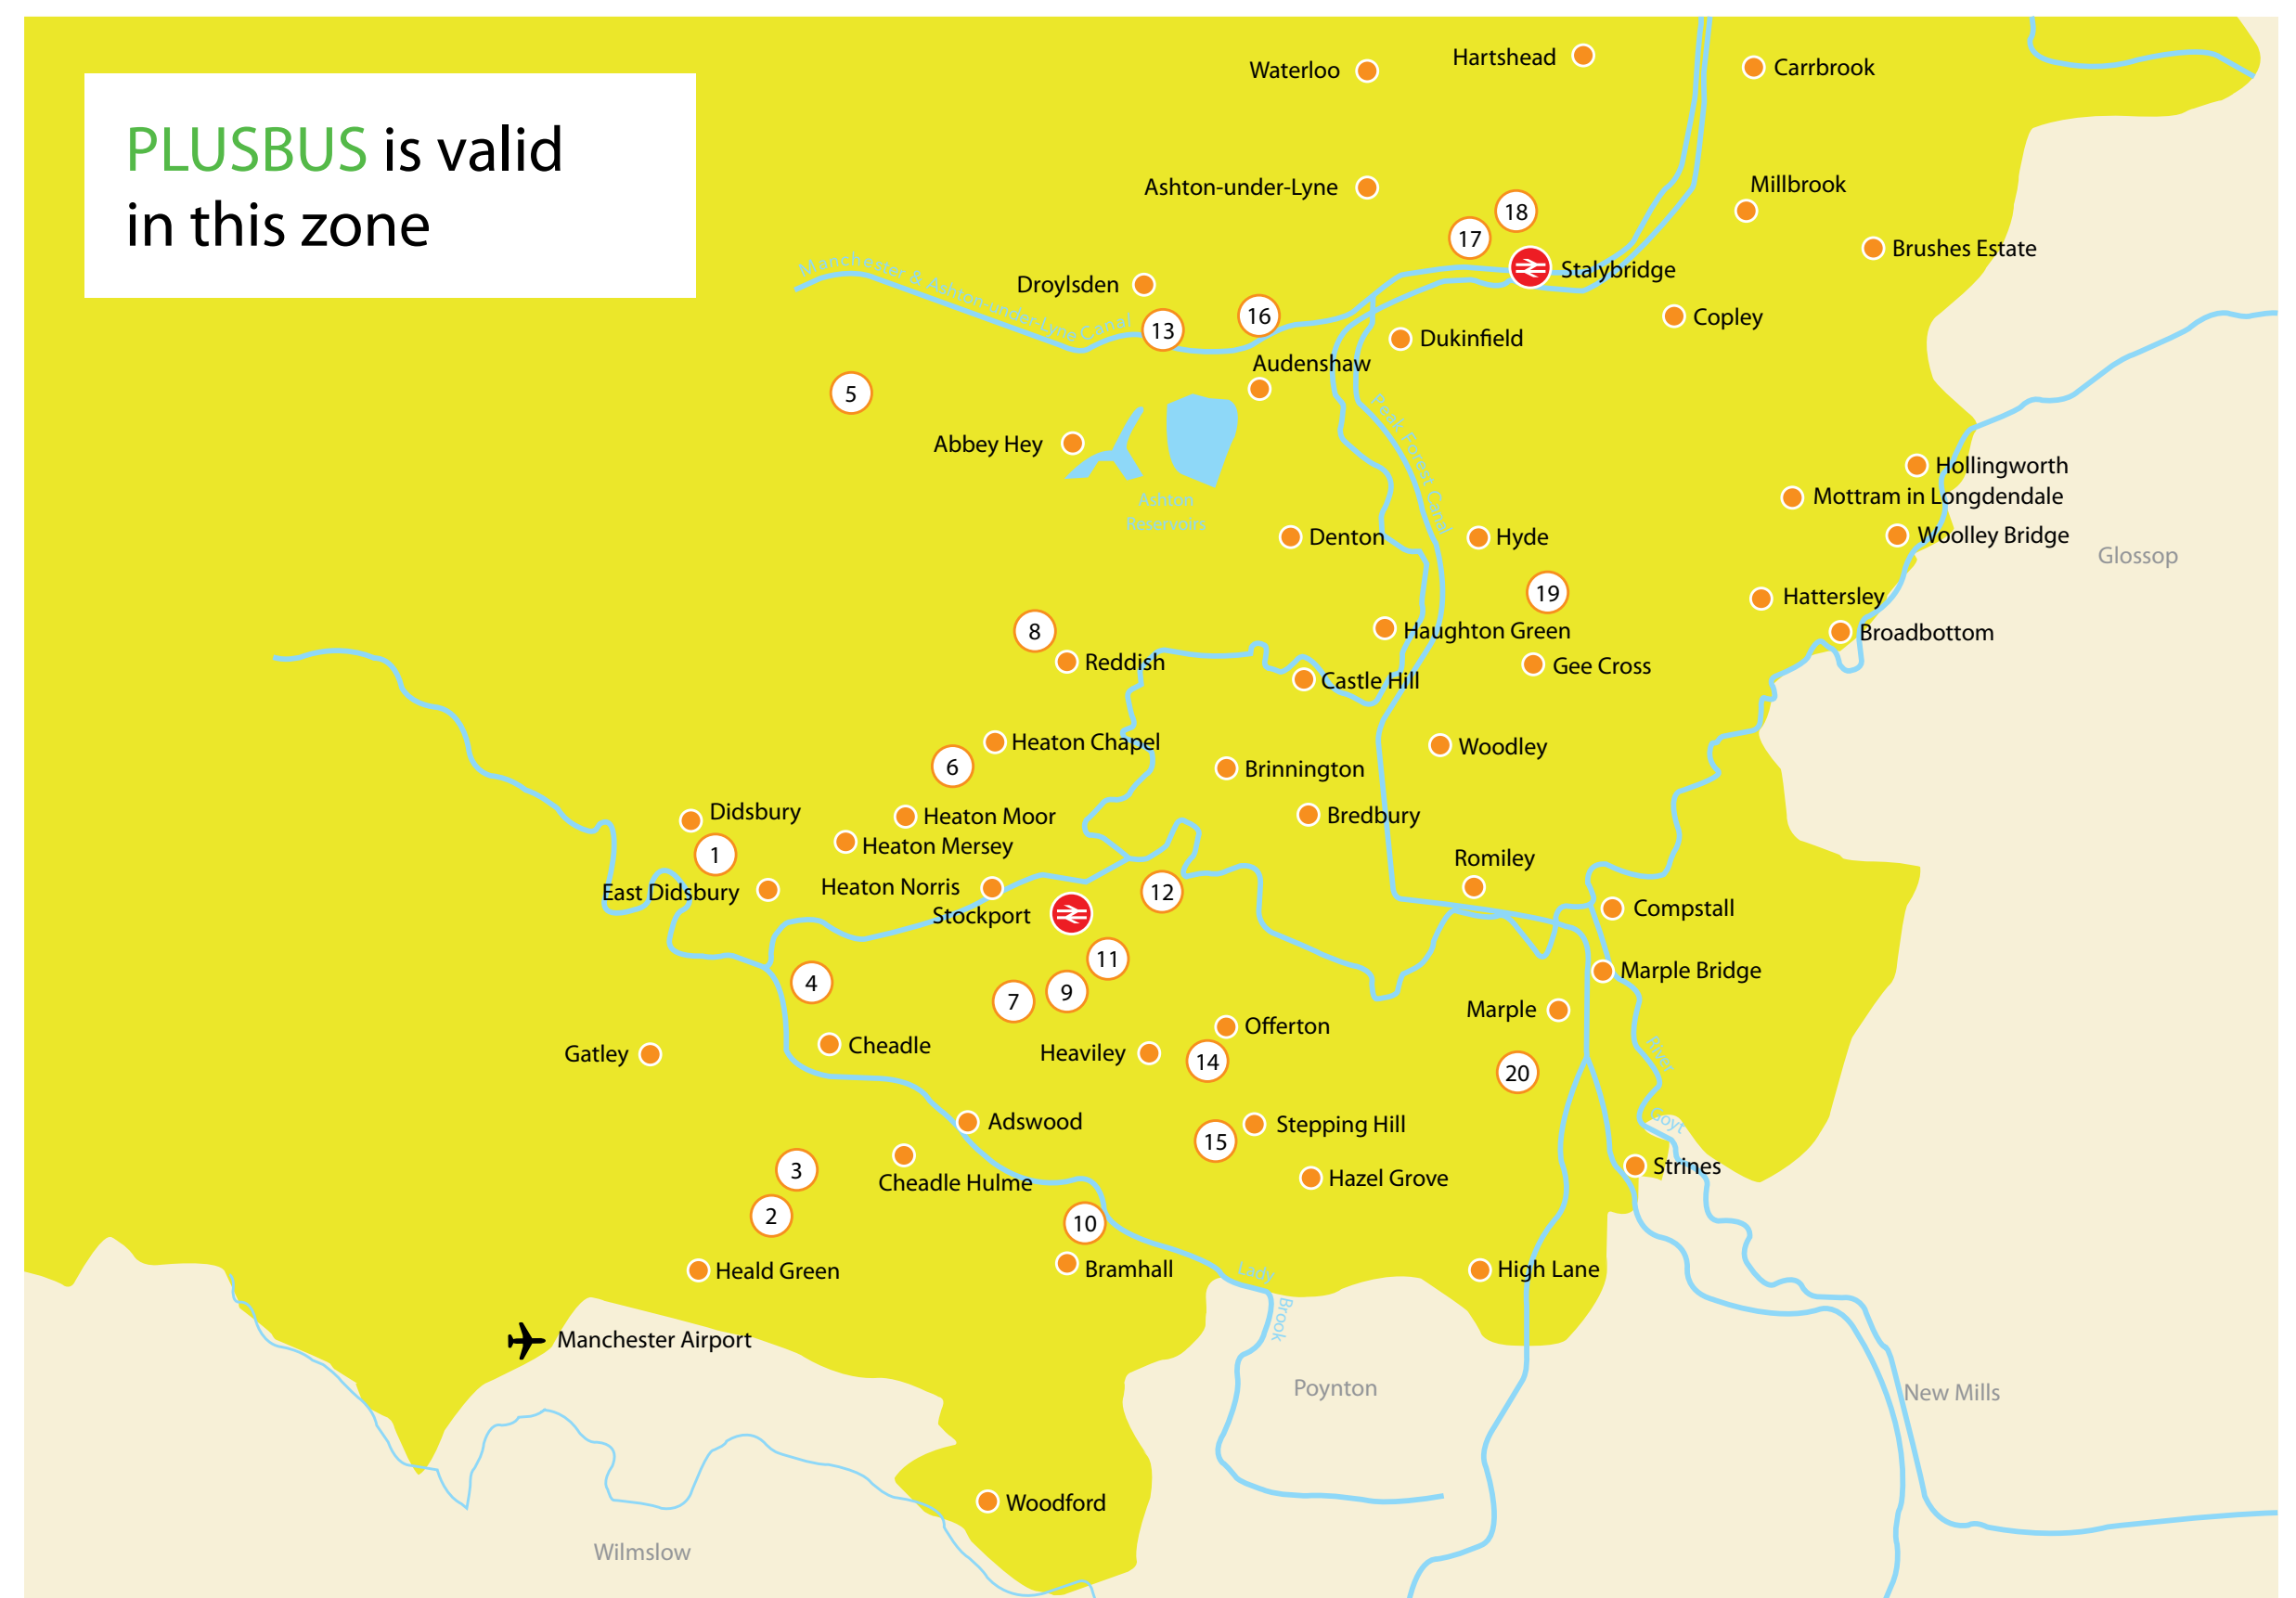 PLUSBUS is valid
in this zone
Waterloo
Hartshead
Carrbrook
Ashton-under-Lyne
Millbrook
18
17
Brushes Estate
Stalybridge
Manchester & Ashton-under-Lyne Canal
Droylsden
13
16
Copley
Dukinfield
Audenshaw
5
Peak Forest Canal
Abbey Hey
Hollingworth
Mottram in Longdendale
Ashton
Reservoirs
Denton
Hyde
Woolley Bridge
Glossop
19
Hattersley
8
Haughton Green
Broadbottom
Reddish
Gee Cross
Castle Hill
Heaton Chapel
Woodley
6
Brinnington
Didsbury
Heaton Moor
Bredbury
Heaton Mersey
1
Romiley
East Didsbury
Heaton Norris
12
Stockport
Compstall
11
Marple Bridge
4
9
7
Marple
Offerton
Cheadle
Heaviley
Gatley
14
River
20
Goyt
Adswood
Stepping Hill
15
Strines
3
Cheadle Hulme
Hazel Grove
2
10
Heald Green
Bramhall
Lady
High Lane
Brook
Manchester Airport
Poynton
New Mills
Woodford
Wilmslow